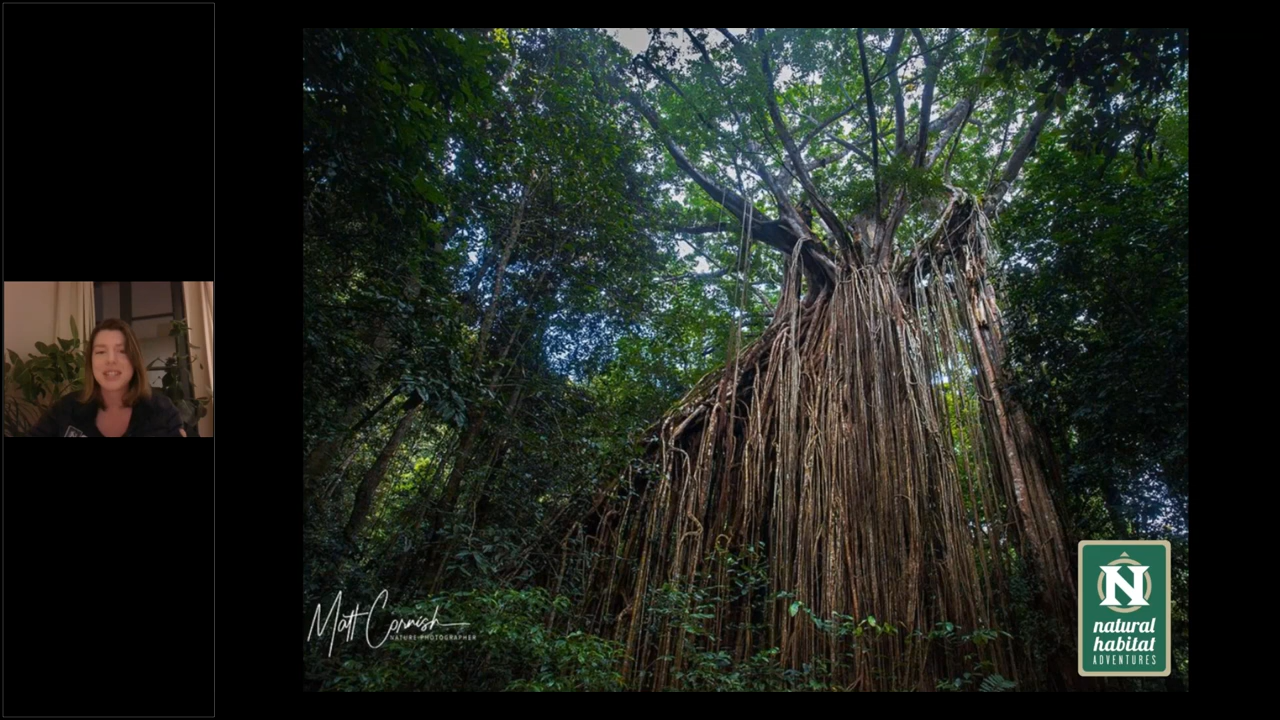 Matt Cornish
NATURE PHOTOGRAPHER
N
natural
habitat
ADVENTURES